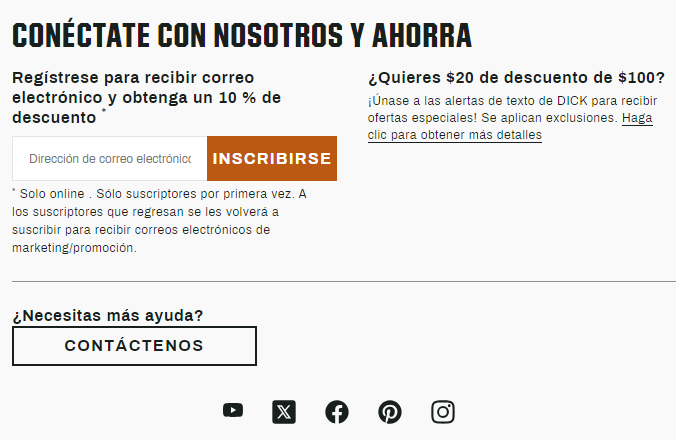 CONÉCTATE CON NOSOTROS Y AHORRA
Regístrese para recibir correo
electrónico y obtenga un 10 % de
descuento *
Dirección de correo electrónic
INSCRIBIRSE
* Solo online . Sólo suscriptores por primera vez. A
los suscriptores que regresan se les volverá a
suscribir para recibir correos electrónicos de
marketing/promoción.
¿Quieres $20 de descuento de $100?
¡Únase a las alertas de texto de DICK para recibir
ofertas especiales! Se aplican exclusiones. Haga
clic para obtener más detalles
¿Necesitas más ayuda?
CONTÁCTENOS